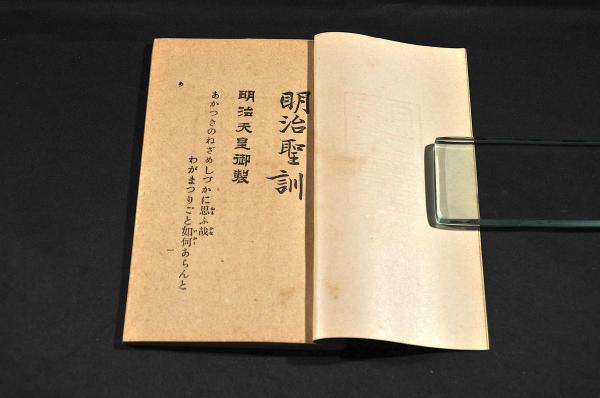 明治聖訓
明治天皇御製
あかつきのねざめしづかに思ふ哉
わがまつりごと如何あらんと
一
あ